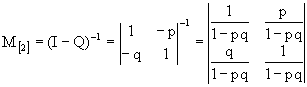 M[2] = (I − Q)⁻¹ = | 1 −p ; −q 1 |⁻¹ = | 1/(1−pq) p/(1−pq) ; q/(1−pq) 1/(1−pq) |